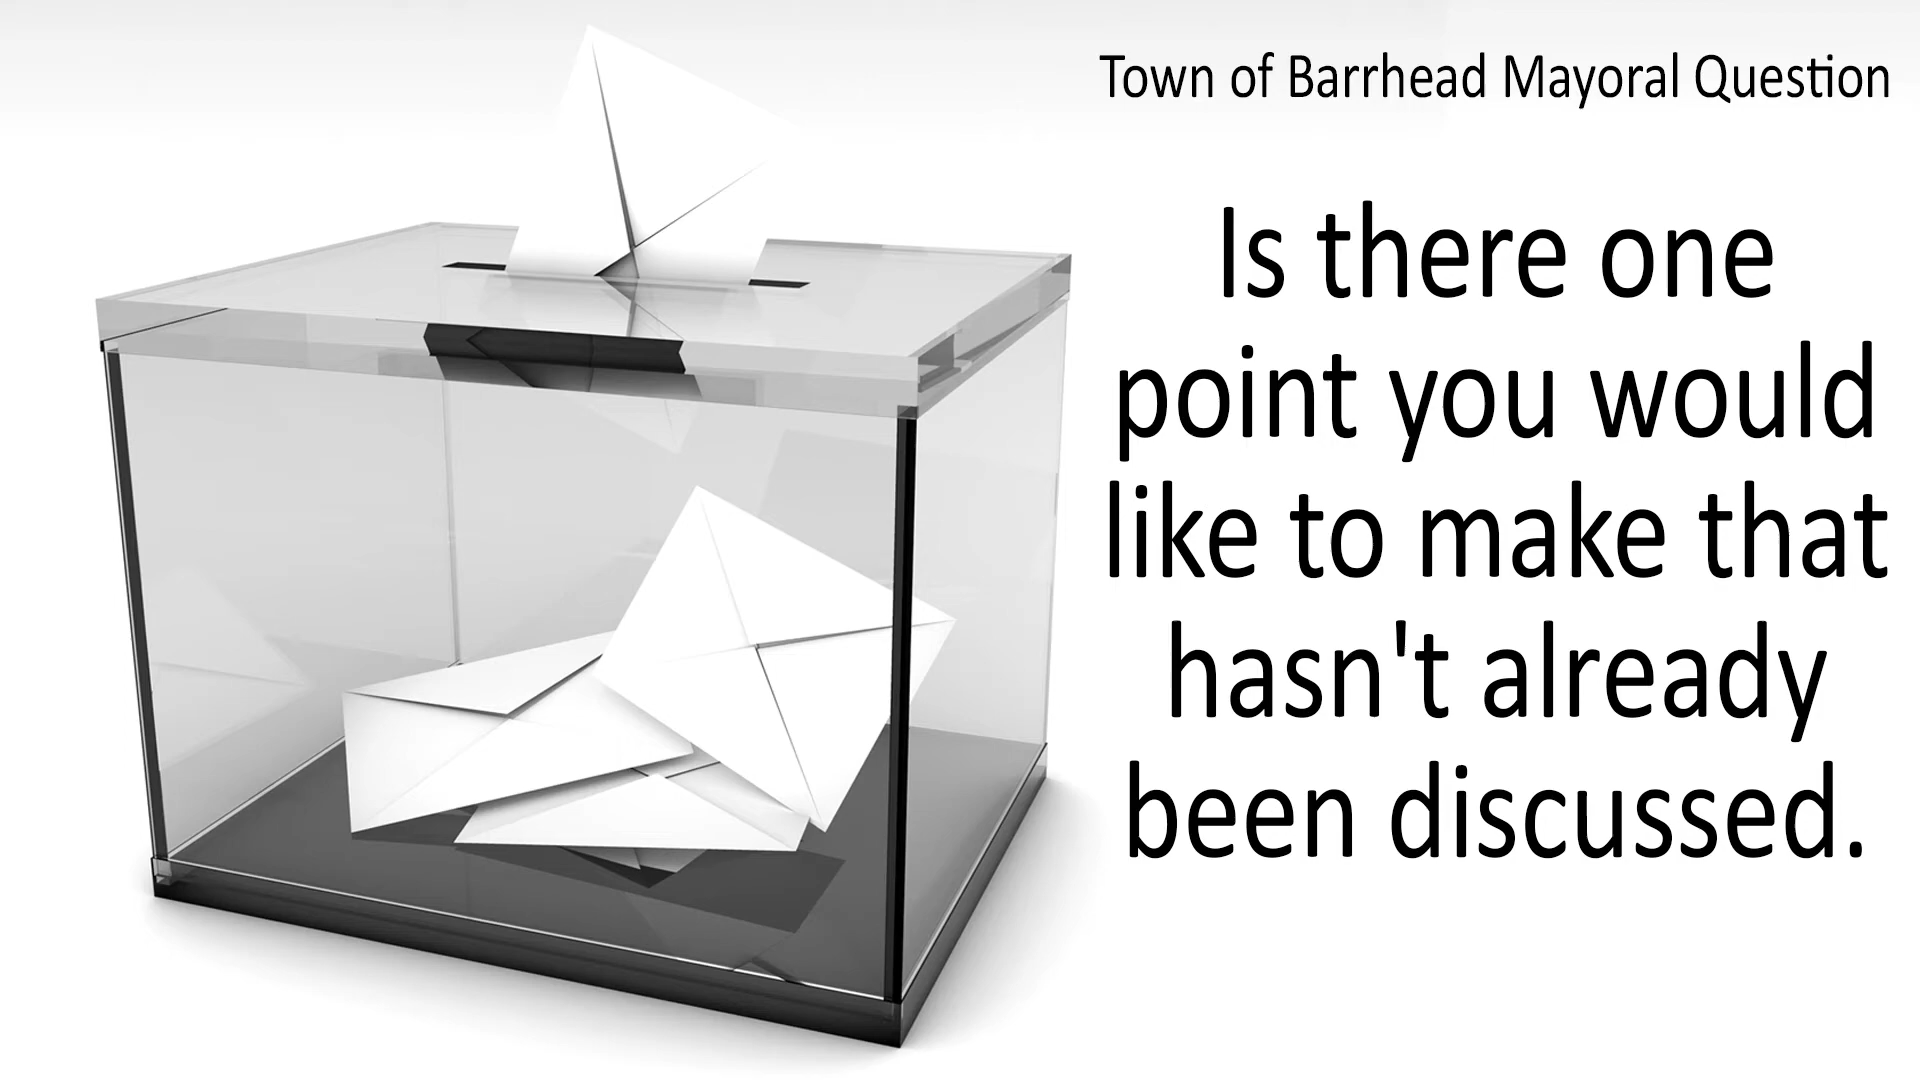 Town of Barrhead Mayoral Question
Is there one
point you would
like to make that
hasn't already
been discussed.